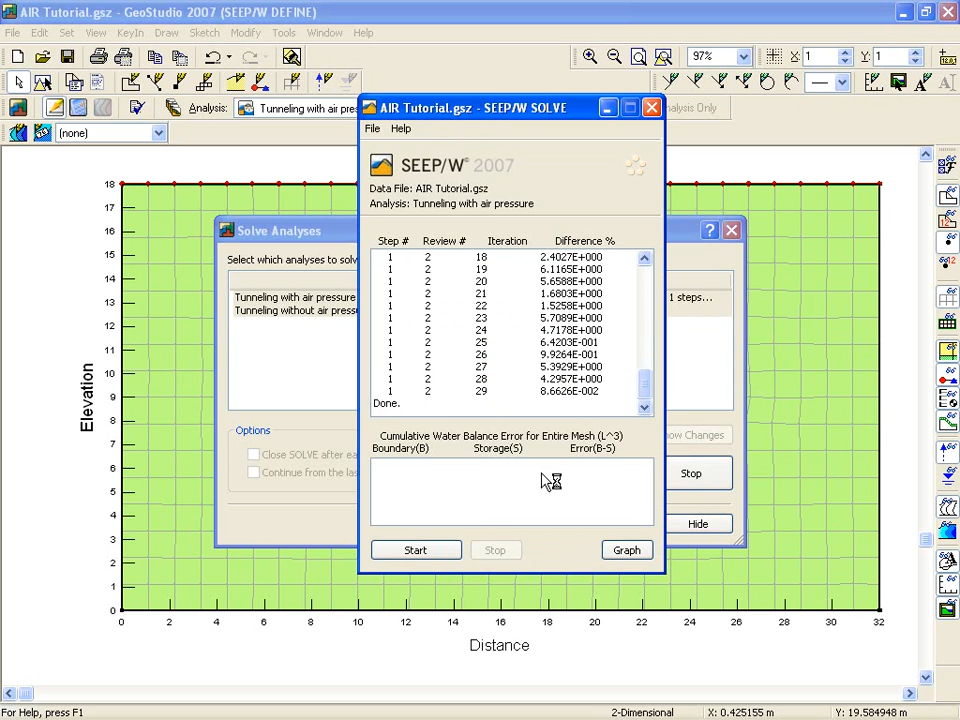 AIR Tutorial.gsz - GeoStudio 2007 (SEEP/W DEFINE)
File Edit Set View KeyIn Draw Sketch Modify Tools Window Help
97% X: 1 Y: 1
Analysis: Tunneling with air pres
Analysis Only
(none)
AIR Tutorial.gsz - SEEP/W SOLVE
File Help
SEEP/W® 2007
Data File: AIR Tutorial.gsz
Analysis: Tunneling with air pressure
Step # Review # Iteration Difference %
1 2 18 2.4027E+000
1 2 19 6.1165E+000
1 2 20 5.6588E+000
1 2 21 1.6803E+000
1 2 22 1.5258E+000
1 2 23 5.7089E+000
1 2 24 4.7178E+000
1 2 25 6.4203E-001
1 2 26 9.9264E-001
1 2 27 5.3929E+000
1 2 28 4.2957E+000
1 2 29 8.6626E-002
Done.
Cumulative Water Balance Error for Entire Mesh (L^3)
Boundary(B) Storage(S) Error(B-S)
Start Stop Graph
Solve Analyses
Select which analyses to solv
Tunneling with air pressure
1 steps...
Tunneling without air pressu
Options
Close SOLVE after ea
Continue from the las
ow Changes
Stop
Hide
Elevation
18
17
16
15
14
13
12
11
10
9
8
7
6
5
4
3
2
1
0
0 2 4 6 8 10 12 14 16 18 20 22 24 26 28 30 32
Distance
For Help, press F1
2-Dimensional
X: 0.425155 m
Y: 19.584948 m